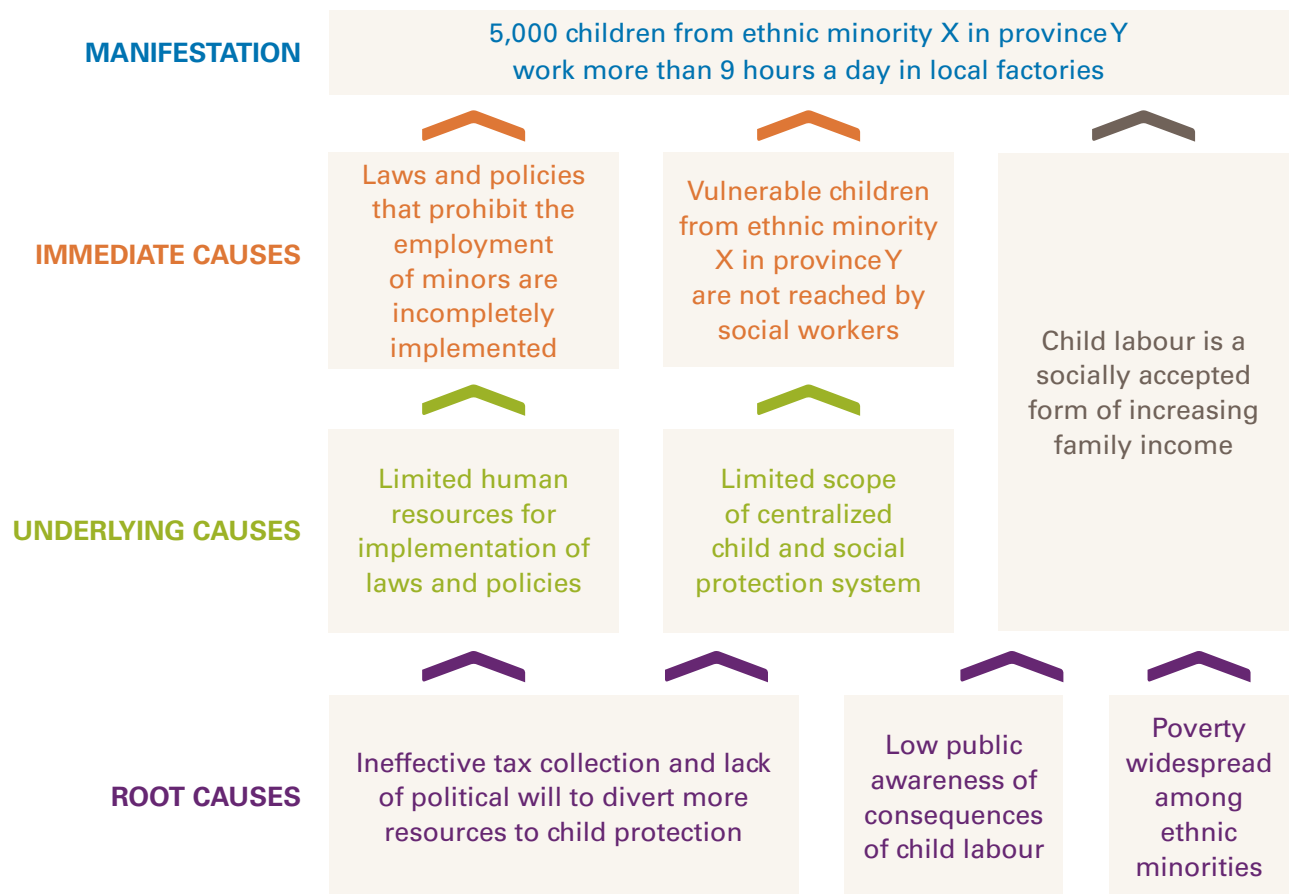 MANIFESTATION
5,000 children from ethnic minority X in province Y
work more than 9 hours a day in local factories
IMMEDIATE CAUSES
Laws and policies
that prohibit the
employment
of minors are
incompletely
implemented
Vulnerable children
from ethnic minority
X in province Y
are not reached by
social workers
Child labour is a
socially accepted
form of increasing
family income
UNDERLYING CAUSES
Limited human
resources for
implementation of
laws and policies
Limited scope
of centralized
child and social
protection system
ROOT CAUSES
Ineffective tax collection and lack
of political will to divert more
resources to child protection
Low public
awareness of
consequences
of child labour
Poverty
widespread
among
ethnic
minorities